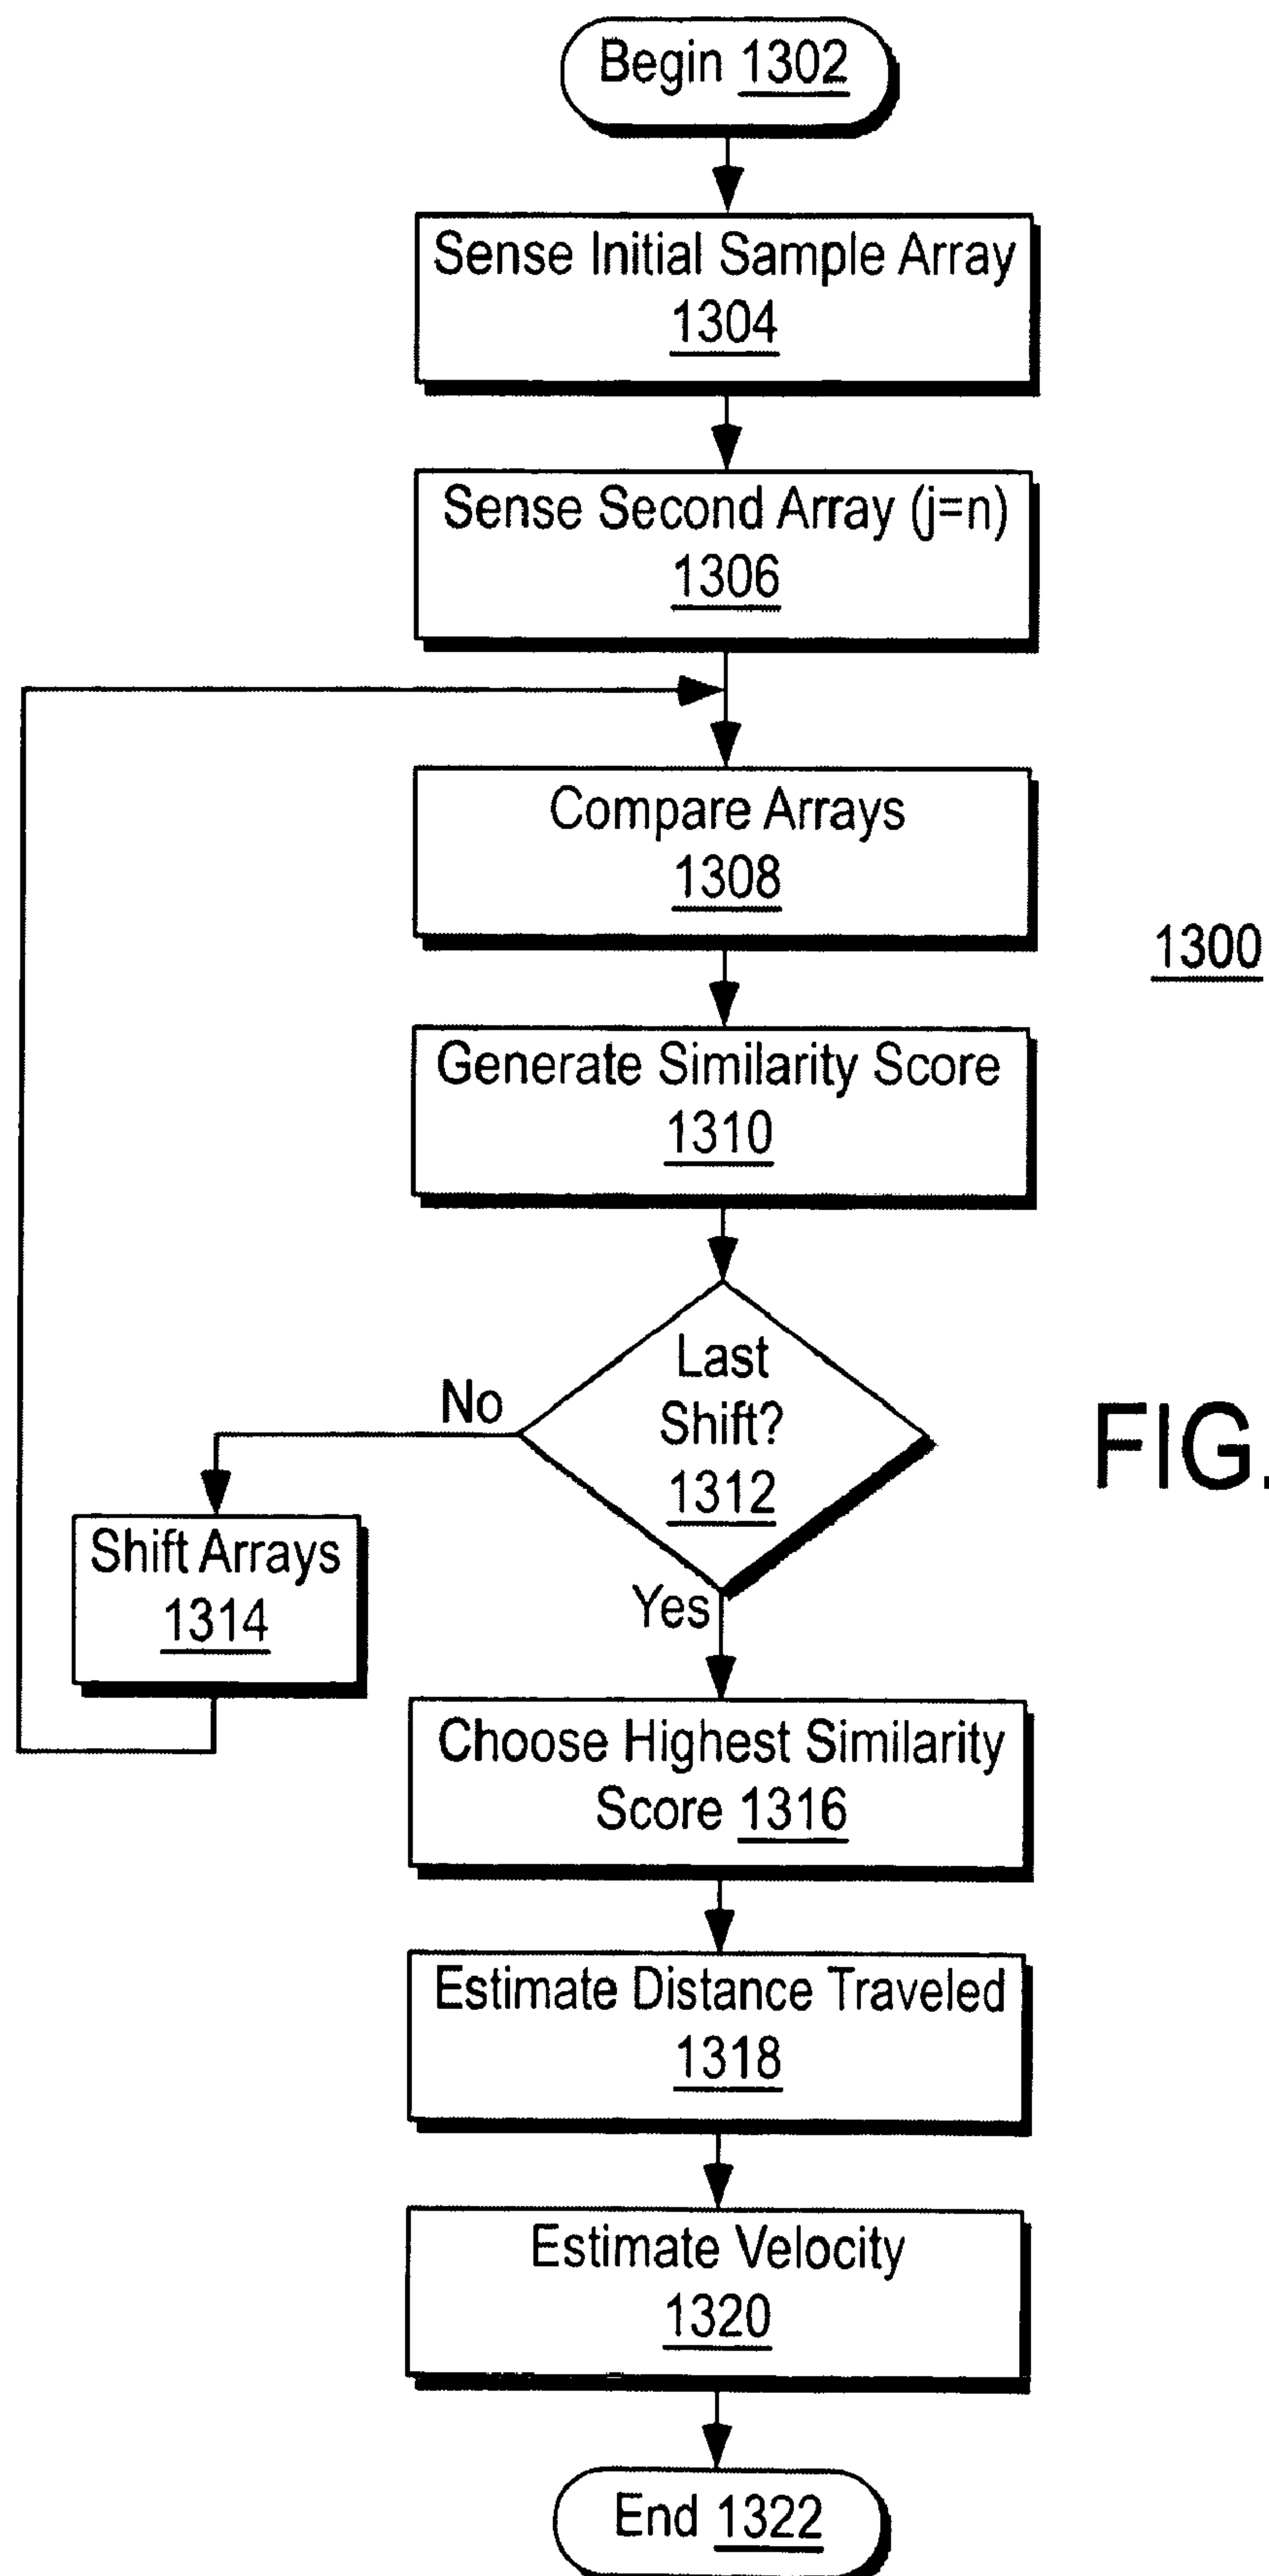 Begin 1302
Sense Initial Sample Array
1304
Sense Second Array (j=n)
1306
Compare Arrays
1308
1300
Generate Similarity Score
1310
Last
Shift?
1312
No
FIG.
Shift Arrays
1314
Yes
Choose Highest Similarity
Score 1316
Estimate Distance Traveled
1318
Estimate Velocity
1320
End 1322